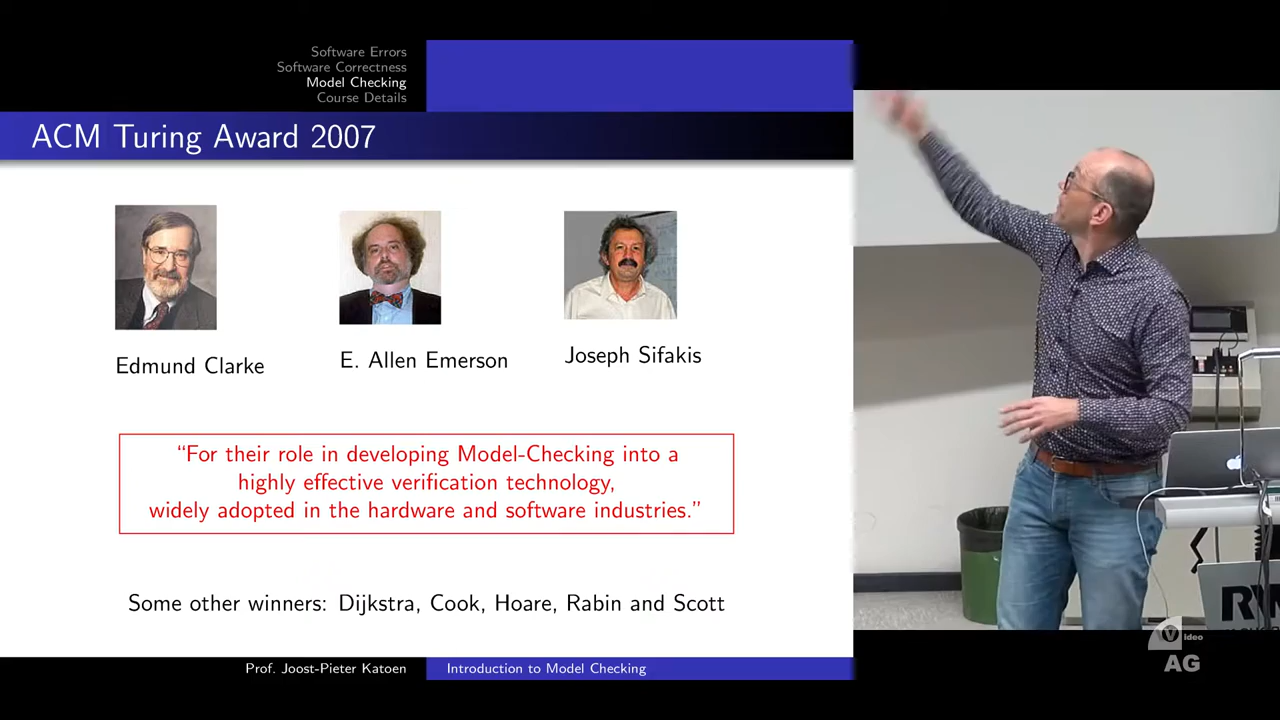 Software Errors
Software Correctness
Model Checking
Course Details
ACM Turing Award 2007
Edmund Clarke
E. Allen Emerson
Joseph Sifakis
“For their role in developing Model-Checking into a
highly effective verification technology,
widely adopted in the hardware and software industries.”
Some other winners: Dijkstra, Cook, Hoare, Rabin and Scott
Prof. Joost-Pieter Katoen
Introduction to Model Checking
Video
AG